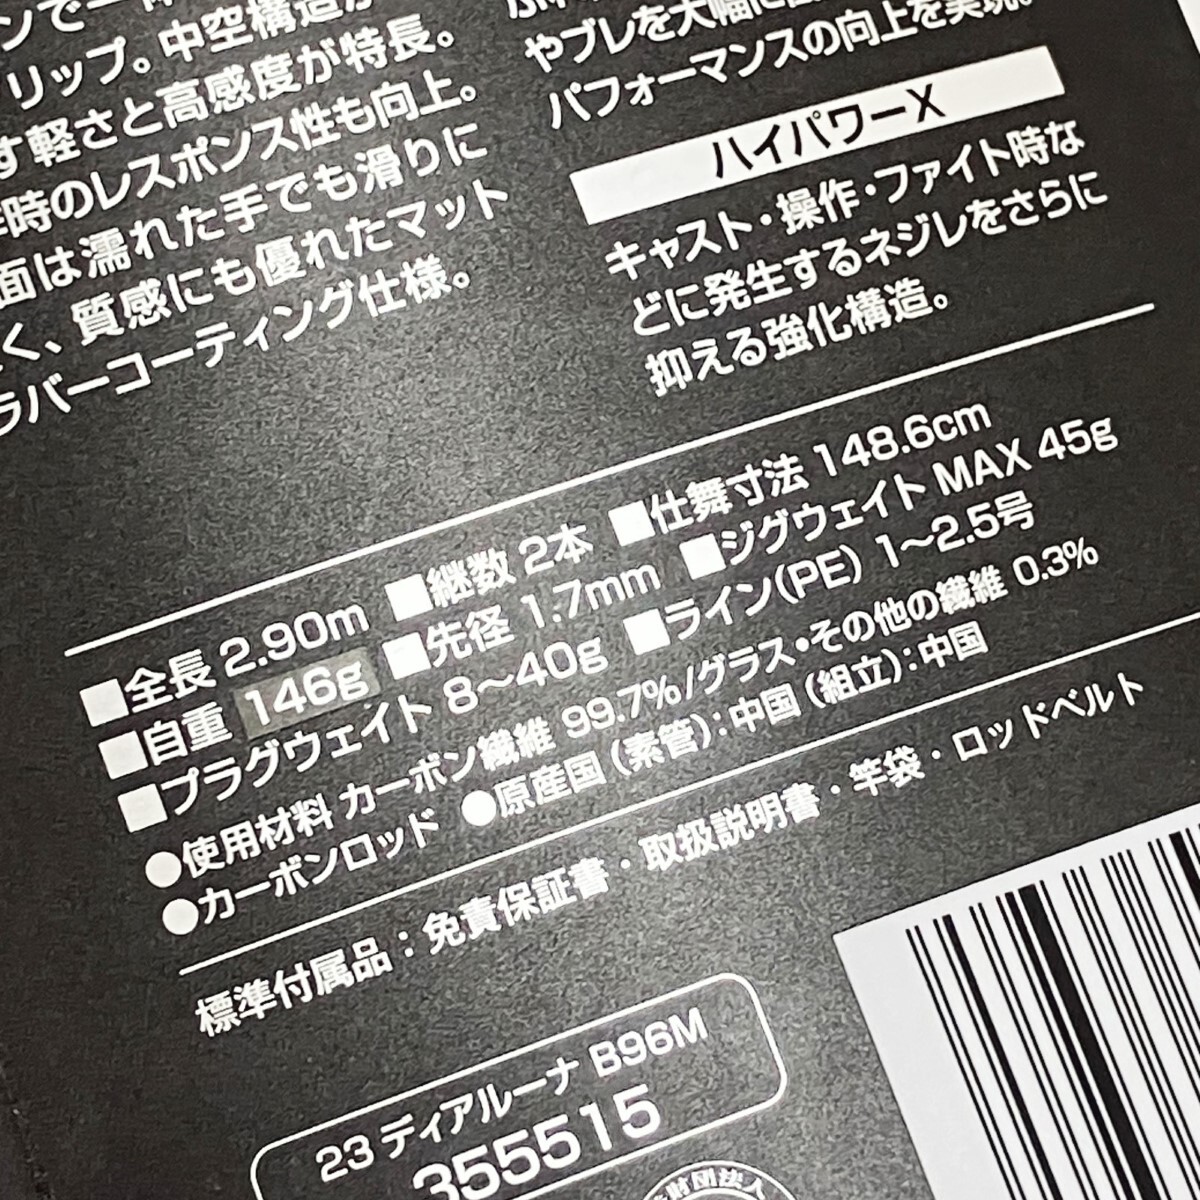 リップ。中空構造が
す軽さと高感度が特長。
時のレスポンス性も向上。
面は濡れた手でも滑りに
く、質感にも優れたマット
ラバーコーティング仕様。
やブレを大幅に
パフォーマンスの向上を実現。
ハイパワーX
キャスト・操作・ファイト時な
どに発生するネジレをさらに
抑える強化構造。
■全長 2.90m ■継数 2本 ■仕舞寸法 148.6cm
■自重 146g ■先径 1.7mm ■ジグウェイト MAX 45g
■プラグウェイト 8〜40g ■ライン(PE) 1〜2.5号
●使用材料 カーボン繊維 99.7%/グラス・その他の繊維 0.3%
●カーボンロッド ●原産国(素管):中国(組立):中国
標準付属品:免責保証書・取扱説明書・竿袋・ロッドベルト
23 ディアルーナ B96M
355515
財団法人